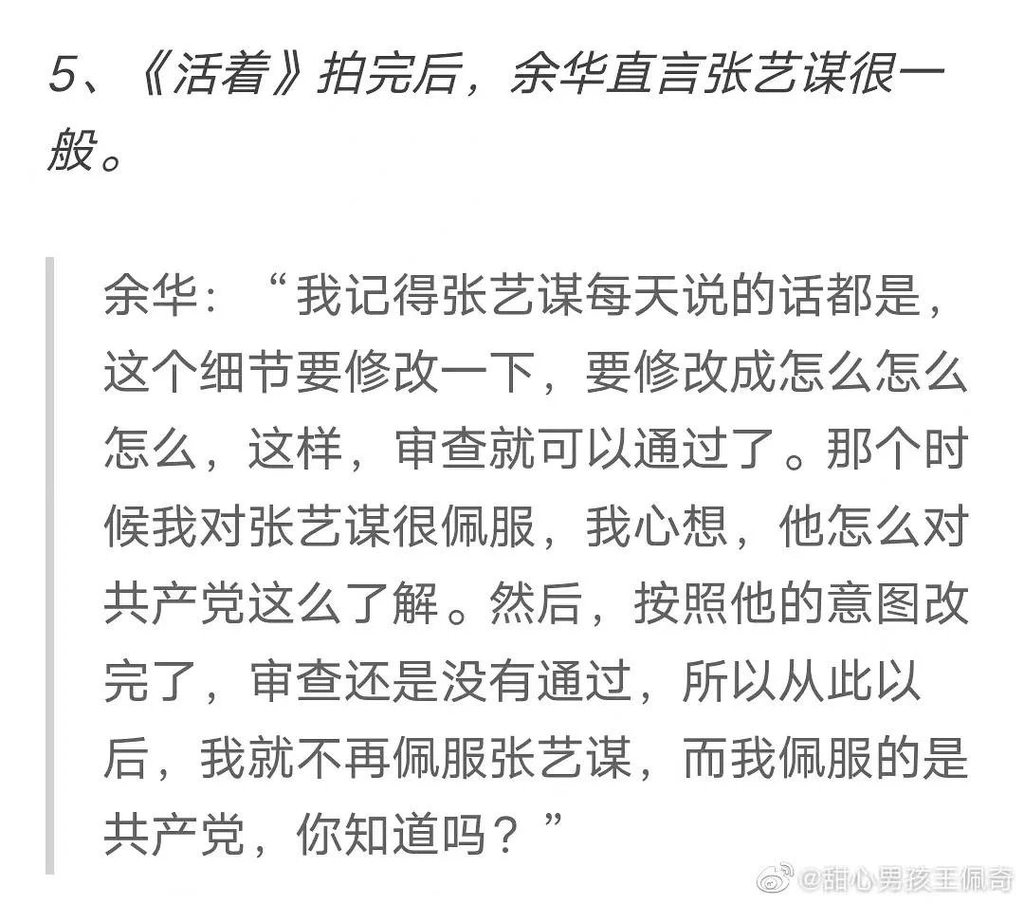 5、《活着》拍完后，余华直言张艺谋很一
般。
余华：“我记得张艺谋每天说的话都是，
这个细节要修改一下，要修改成怎么怎么
怎么，这样，审查就可以通过了。那个时
候我对张艺谋很佩服，我心想，他怎么对
共产党这么了解。然后，按照他的意图改
完了，审查还是没有通过，所以从此以
后，我就不再佩服张艺谋，而我佩服的是
共产党，你知道吗？”
@甜心男孩王佩奇